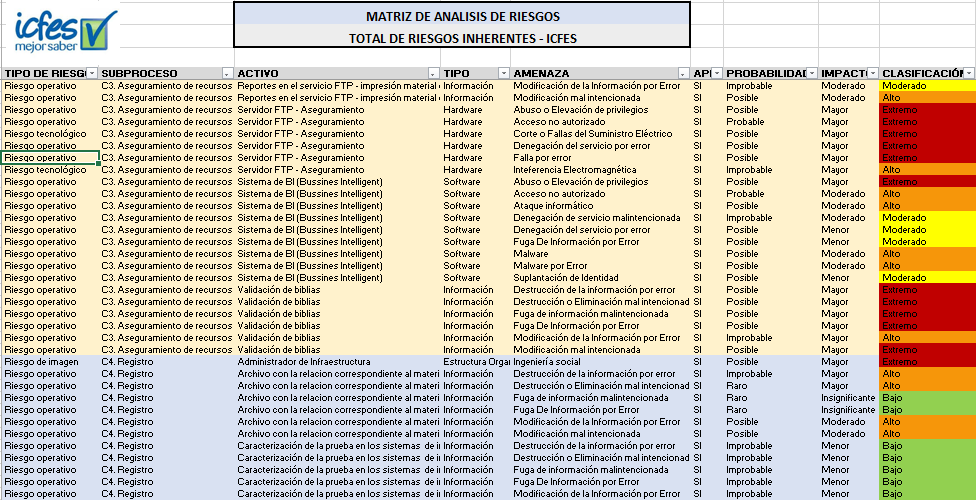 icfes
mejor saber
MATRIZ DE ANALISIS DE RIESGOS
TOTAL DE RIESGOS INHERENTES - ICFES
TIPO DE RIESG SUBPROCESO ACTIVO TIPO AMENAZA API PROBABILIDAD IMPACTO CLASIFICACIÓN
Riesgo operativo C3. Aseguramiento de recursos Reportes en el servicio FTP - impresión material Información Modificación de la Información por Error SI Improbable Moderado Moderado
Riesgo operativo C3. Aseguramiento de recursos Reportes en el servicio FTP - impresión material Información Modificación mal intencionada SI Posible Moderado Alto
Riesgo operativo C3. Aseguramiento de recursos Servidor FTP - Aseguramiento Hardware Abuso o Elevación de privilegios SI Posible Mayor Extremo
Riesgo operativo C3. Aseguramiento de recursos Servidor FTP - Aseguramiento Hardware Acceso no autorizado SI Probable Mayor Extremo
Riesgo tecnológico C3. Aseguramiento de recursos Servidor FTP - Aseguramiento Hardware Corte o Fallas del Suministro Eléctrico SI Posible Mayor Extremo
Riesgo operativo C3. Aseguramiento de recursos Servidor FTP - Aseguramiento Hardware Denegación del servicio por error SI Posible Mayor Extremo
Riesgo operativo C3. Aseguramiento de recursos Servidor FTP - Aseguramiento Hardware Falla por error SI Posible Mayor Extremo
Riesgo tecnológico C3. Aseguramiento de recursos Servidor FTP - Aseguramiento Hardware Inteferencia Electromagnética SI Improbable Mayor Alto
Riesgo operativo C3. Aseguramiento de recursos Sistema de BI (Bussines Intelligent) Software Abuso o Elevación de privilegios SI Posible Mayor Extremo
Riesgo operativo C3. Aseguramiento de recursos Sistema de BI (Bussines Intelligent) Software Acceso no autorizado SI Probable Moderado Alto
Riesgo operativo C3. Aseguramiento de recursos Sistema de BI (Bussines Intelligent) Software Ataque informático SI Posible Moderado Alto
Riesgo operativo C3. Aseguramiento de recursos Sistema de BI (Bussines Intelligent) Software Denegación de servicio malintencionada SI Improbable Moderado Moderado
Riesgo operativo C3. Aseguramiento de recursos Sistema de BI (Bussines Intelligent) Software Denegación del servicio por error SI Posible Menor Moderado
Riesgo operativo C3. Aseguramiento de recursos Sistema de BI (Bussines Intelligent) Software Fuga De Información por Error SI Posible Menor Moderado
Riesgo operativo C3. Aseguramiento de recursos Sistema de BI (Bussines Intelligent) Software Malware SI Posible Moderado Alto
Riesgo operativo C3. Aseguramiento de recursos Sistema de BI (Bussines Intelligent) Software Malware por Error SI Posible Moderado Alto
Riesgo operativo C3. Aseguramiento de recursos Sistema de BI (Bussines Intelligent) Software Suplantación de Identidad SI Posible Menor Moderado
Riesgo operativo C3. Aseguramiento de recursos Validación de biblias Información Destrucción de la información por error SI Posible Mayor Extremo
Riesgo operativo C3. Aseguramiento de recursos Validación de biblias Información Destrucción o Eliminación mal intencionad SI Posible Mayor Extremo
Riesgo operativo C3. Aseguramiento de recursos Validación de biblias Información Fuga de información malintencionada SI Posible Mayor Extremo
Riesgo operativo C3. Aseguramiento de recursos Validación de biblias Información Fuga De Información por Error SI Posible Mayor Extremo
Riesgo operativo C3. Aseguramiento de recursos Validación de biblias Información Modificación de la Información por Error SI Improbable Mayor Alto
Riesgo operativo C3. Aseguramiento de recursos Validación de biblias Información Modificación mal intencionada SI Posible Mayor Extremo
Riesgo de imagen C4. Registro Administrador de Infraestructura Estructura Orga Ingeniería social SI Posible Mayor Extremo
Riesgo operativo C4. Registro Archivo con la relacion correspondiente al materi Información Destrucción de la información por error SI Improbable Mayor Alto
Riesgo operativo C4. Registro Archivo con la relacion correspondiente al materi Información Destrucción o Eliminación mal intencionad SI Raro Mayor Alto
Riesgo operativo C4. Registro Archivo con la relacion correspondiente al materi Información Fuga de información malintencionada SI Raro Insignificante Bajo
Riesgo operativo C4. Registro Archivo con la relacion correspondiente al materi Información Fuga De Información por Error SI Raro Insignificante Bajo
Riesgo operativo C4. Registro Archivo con la relacion correspondiente al materi Información Modificación de la Información por Error SI Posible Moderado Alto
Riesgo operativo C4. Registro Archivo con la relacion correspondiente al materi Información Modificación mal intencionada SI Posible Moderado Alto
Riesgo operativo C4. Registro Caracterización de la prueba en los sistemas de i Información Destrucción de la información por error SI Improbable Menor Bajo
Riesgo operativo C4. Registro Caracterización de la prueba en los sistemas de i Información Destrucción o Eliminación mal intencionad SI Improbable Menor Bajo
Riesgo operativo C4. Registro Caracterización de la prueba en los sistemas de i Información Fuga de información malintencionada SI Improbable Menor Bajo
Riesgo operativo C4. Registro Caracterización de la prueba en los sistemas de i Información Fuga De Información por Error SI Improbable Menor Bajo
Riesgo operativo C4. Registro Caracterización de la prueba en los sistemas de i Información Modificación de la Información por Error SI Improbable Menor Bajo